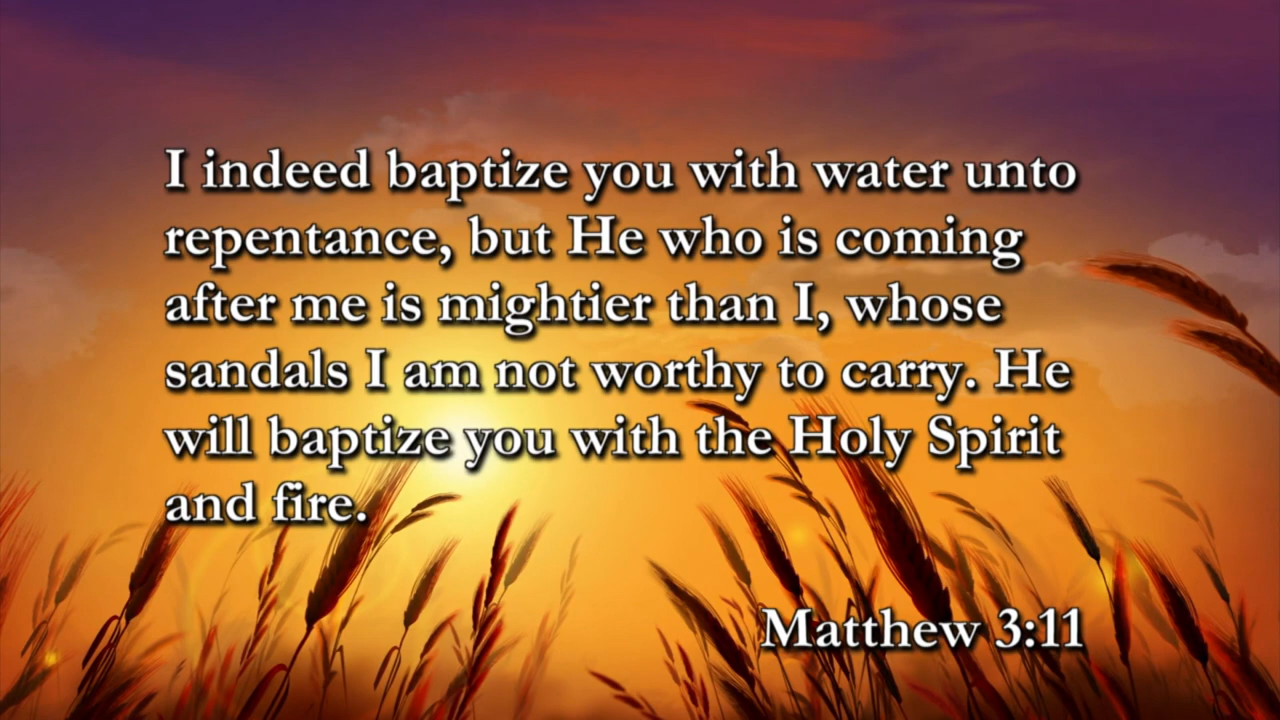 I indeed baptize you with water unto
repentance, but He who is coming
after me is mightier than I, whose
sandals I am not worthy to carry. He
will baptize you with the Holy Spirit
and fire.
Matthew 3:11